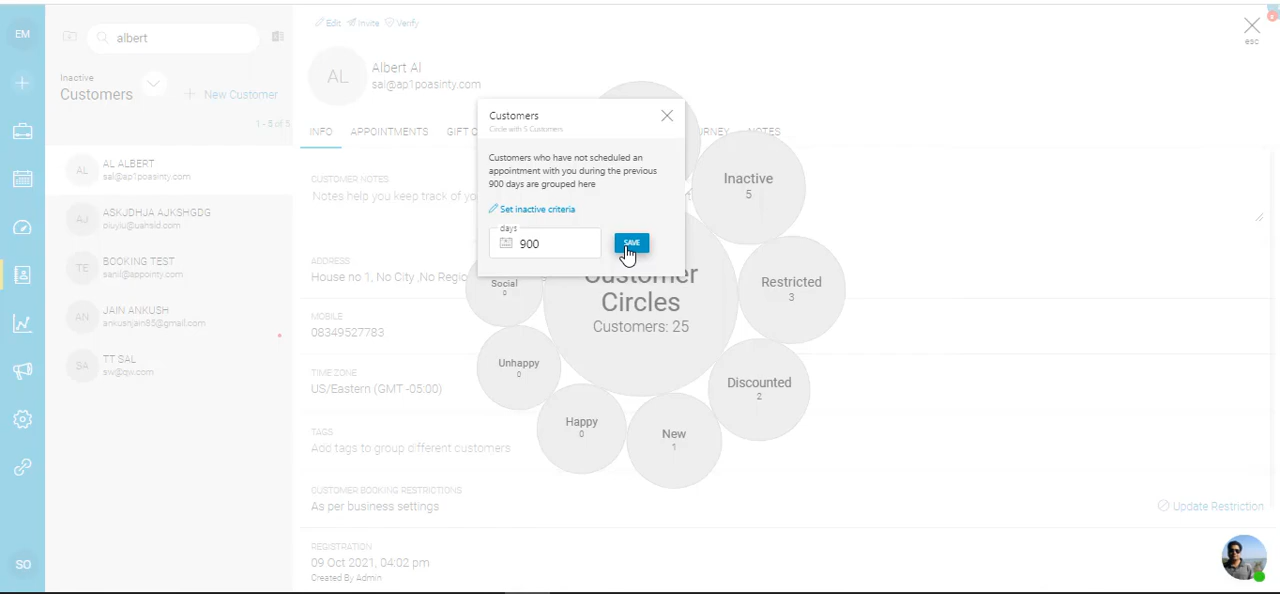 EM
albert
Inactive
Customers
New Customer
1 - 5 of 5
AL
AL ALBERT
sal@ap1poasinty.com
AJ
ASKJDHJA AJKSHGDG
TE
BOOKING TEST
sanil@appointy.com
AN
JAIN ANKUSH
ankushjain85@gmail.com
SA
TT SAL
sw@qw.com
SO
Edit Invite Verify
esc
AL
Albert Al
sal@ap1poasinty.com
INFO APPOINTMENTS GIFT C RNEY NOTES
CUSTOMER NOTES
Notes help you keep track of yo
ADDRESS
House no 1, No City ,No Regio
MOBILE
08349527783
TIME ZONE
US/Eastern (GMT -05:00)
TAGS
Add tags to group different customers
CUSTOMER BOOKING RESTRICTIONS
As per business settings
Update Restriction
REGISTRATION
09 Oct 2021, 04:02 pm
Created By Admin
Customers
Circle with 5 Customers
Customers who have not scheduled an
appointment with you during the previous
900 days are grouped here
Set inactive criteria
days
900
SAVE
Customer
Circles
Customers: 25
Inactive
5
Restricted
3
Discounted
2
New
1
Happy
0
Unhappy
0
Social
0